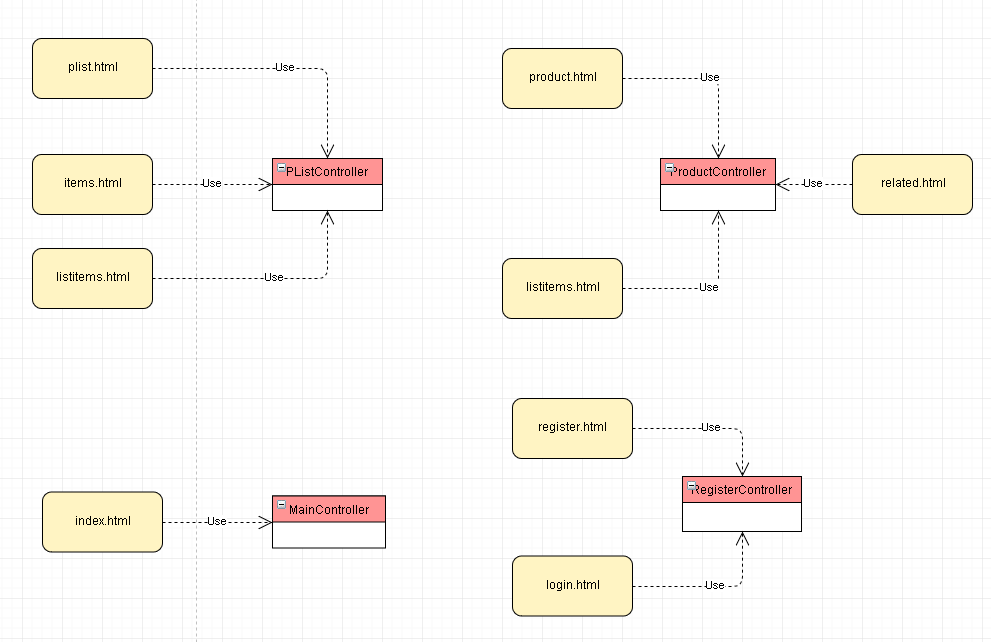 plist.html
Use
items.html
Use
PListController
listitems.html
Use
product.html
Use
ProductController
Use
related.html
listitems.html
Use
index.html
Use
MainController
register.html
Use
RegisterController
login.html
Use